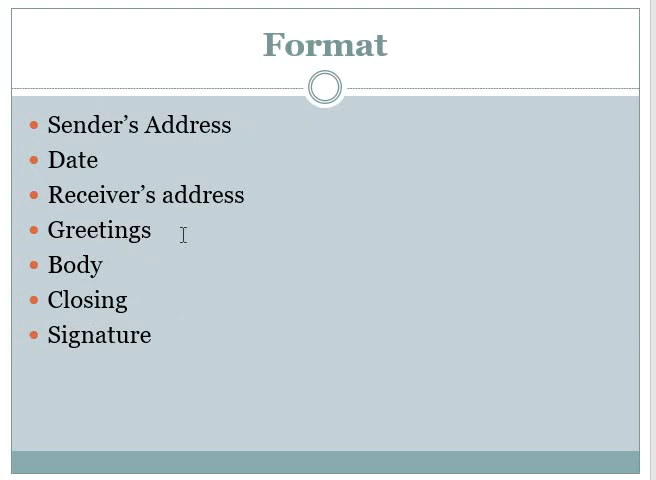 Format
• Sender’s Address
• Date
• Receiver’s address
• Greetings
• Body
• Closing
• Signature